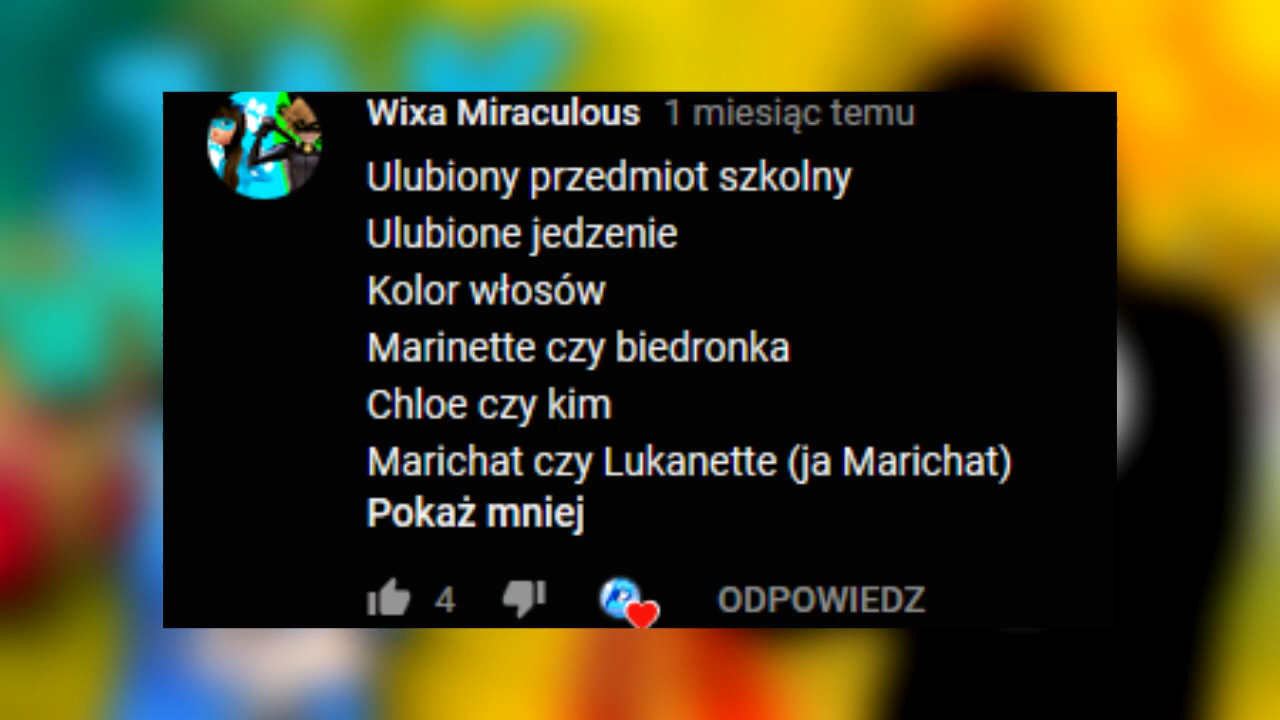 Wixa Miraculous 1 miesiąc temu
Ulubiony przedmiot szkolny
Ulubione jedzenie
Kolor włosów
Marinette czy biedronka
Chloe czy kim
Marichat czy Lukanette (ja Marichat)
Pokaż mniej
4 ODPOWIEDZ